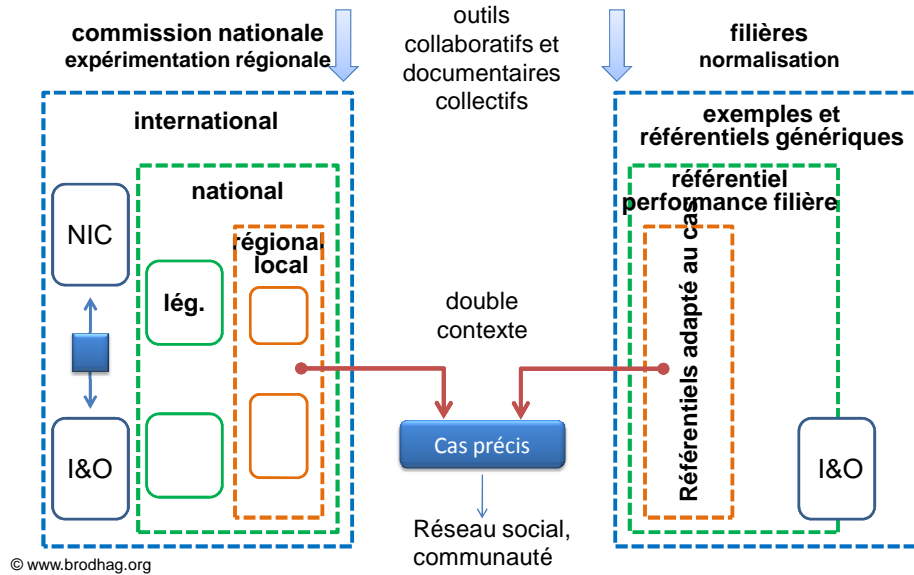 commission nationale
expérimentation régionale
outils
collaboratifs et
documentaires
collectifs
filières
normalisation
international
national
régional
local
NIC
lég.
I&O
double
contexte
Cas précis
Réseau social,
communauté
exemples et
référentiels génériques
référentiel
performance filière
Référentiels adapté au cas
I&O
© www.brodhag.org